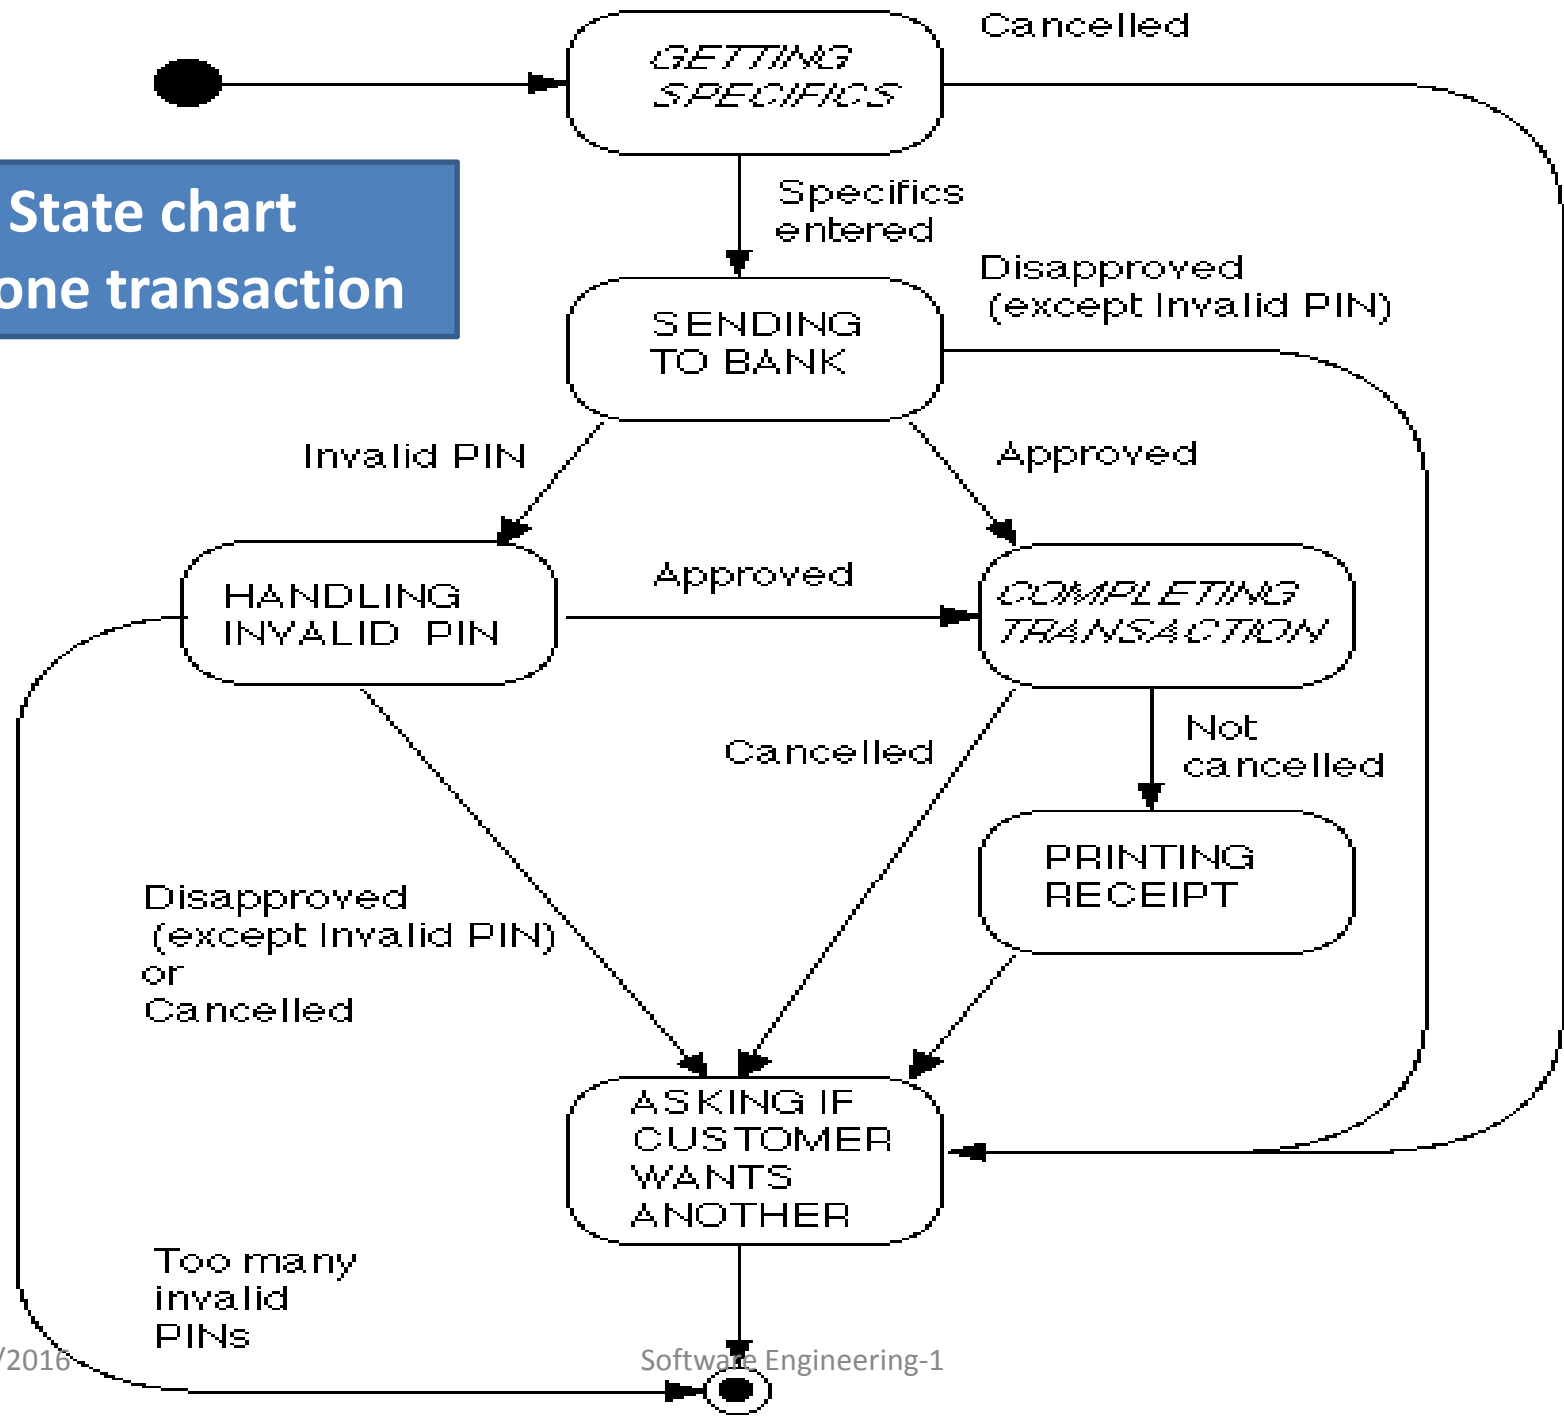 Cancelled
GETTING
SPECIFICS
State chart
one transaction
Specifics
entered
Disapproved
(except Invalid PIN)
SENDING
TO BANK
Invalid PIN
Approved
Approved
HANDLING
INVALID PIN
COMPLETING
TRANSACTION
Cancelled
Not
cancelled
PRINTING
RECEIPT
Disapproved
(except Invalid PIN)
or
Cancelled
ASKING IF
CUSTOMER
WANTS
ANOTHER
Too many
invalid
PINs
/2016
Software Engineering-1